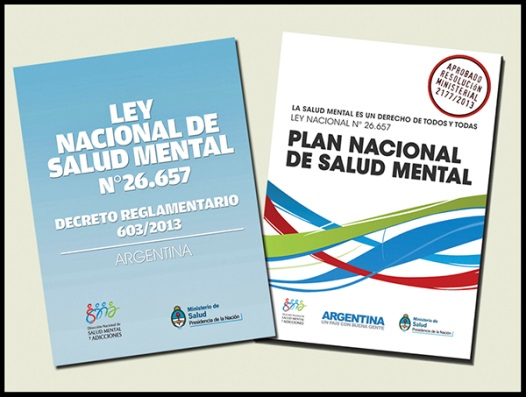 LEY
NACIONAL DE
SALUD MENTAL
N°26.657
DECRETO REGLAMENTARIO
603/2013
ARGENTINA
Dirección Nacional de
SALUD MENTAL
Y ADICCIONES
Ministerio de
Salud
Presidencia de la Nación
APROBADO
RESOLUCIÓN
MINISTERIAL
2177/2013
LA SALUD MENTAL ES UN DERECHO DE TODOS Y TODAS
LEY NACIONAL N° 26.657
PLAN NACIONAL
DE SALUD MENTAL
Dirección Nacional de
SALUD MENTAL
Y ADICCIONES
ARGENTINA
UN PAÍS CON BUENA GENTE
Ministerio de
Salud
Presidencia de la Nación